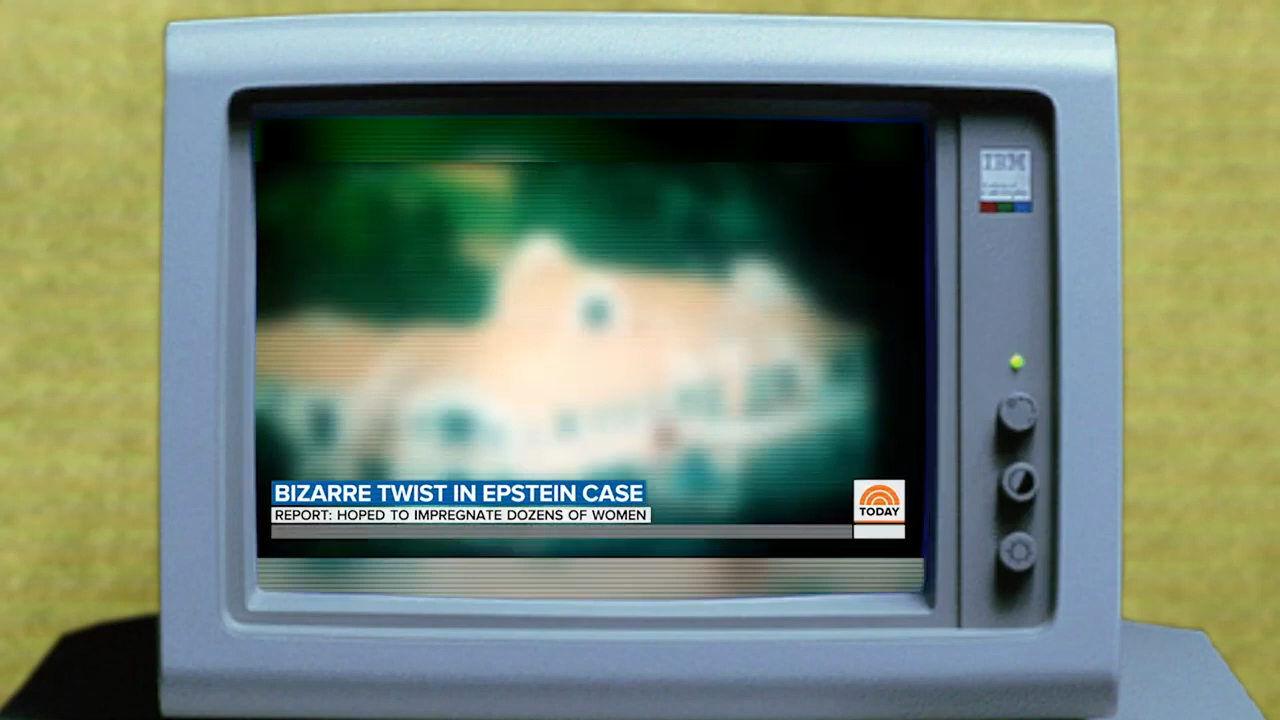 IBM
BIZARRE TWIST IN EPSTEIN CASE
REPORT: HOPED TO IMPREGNATE DOZENS OF WOMEN
TODAY